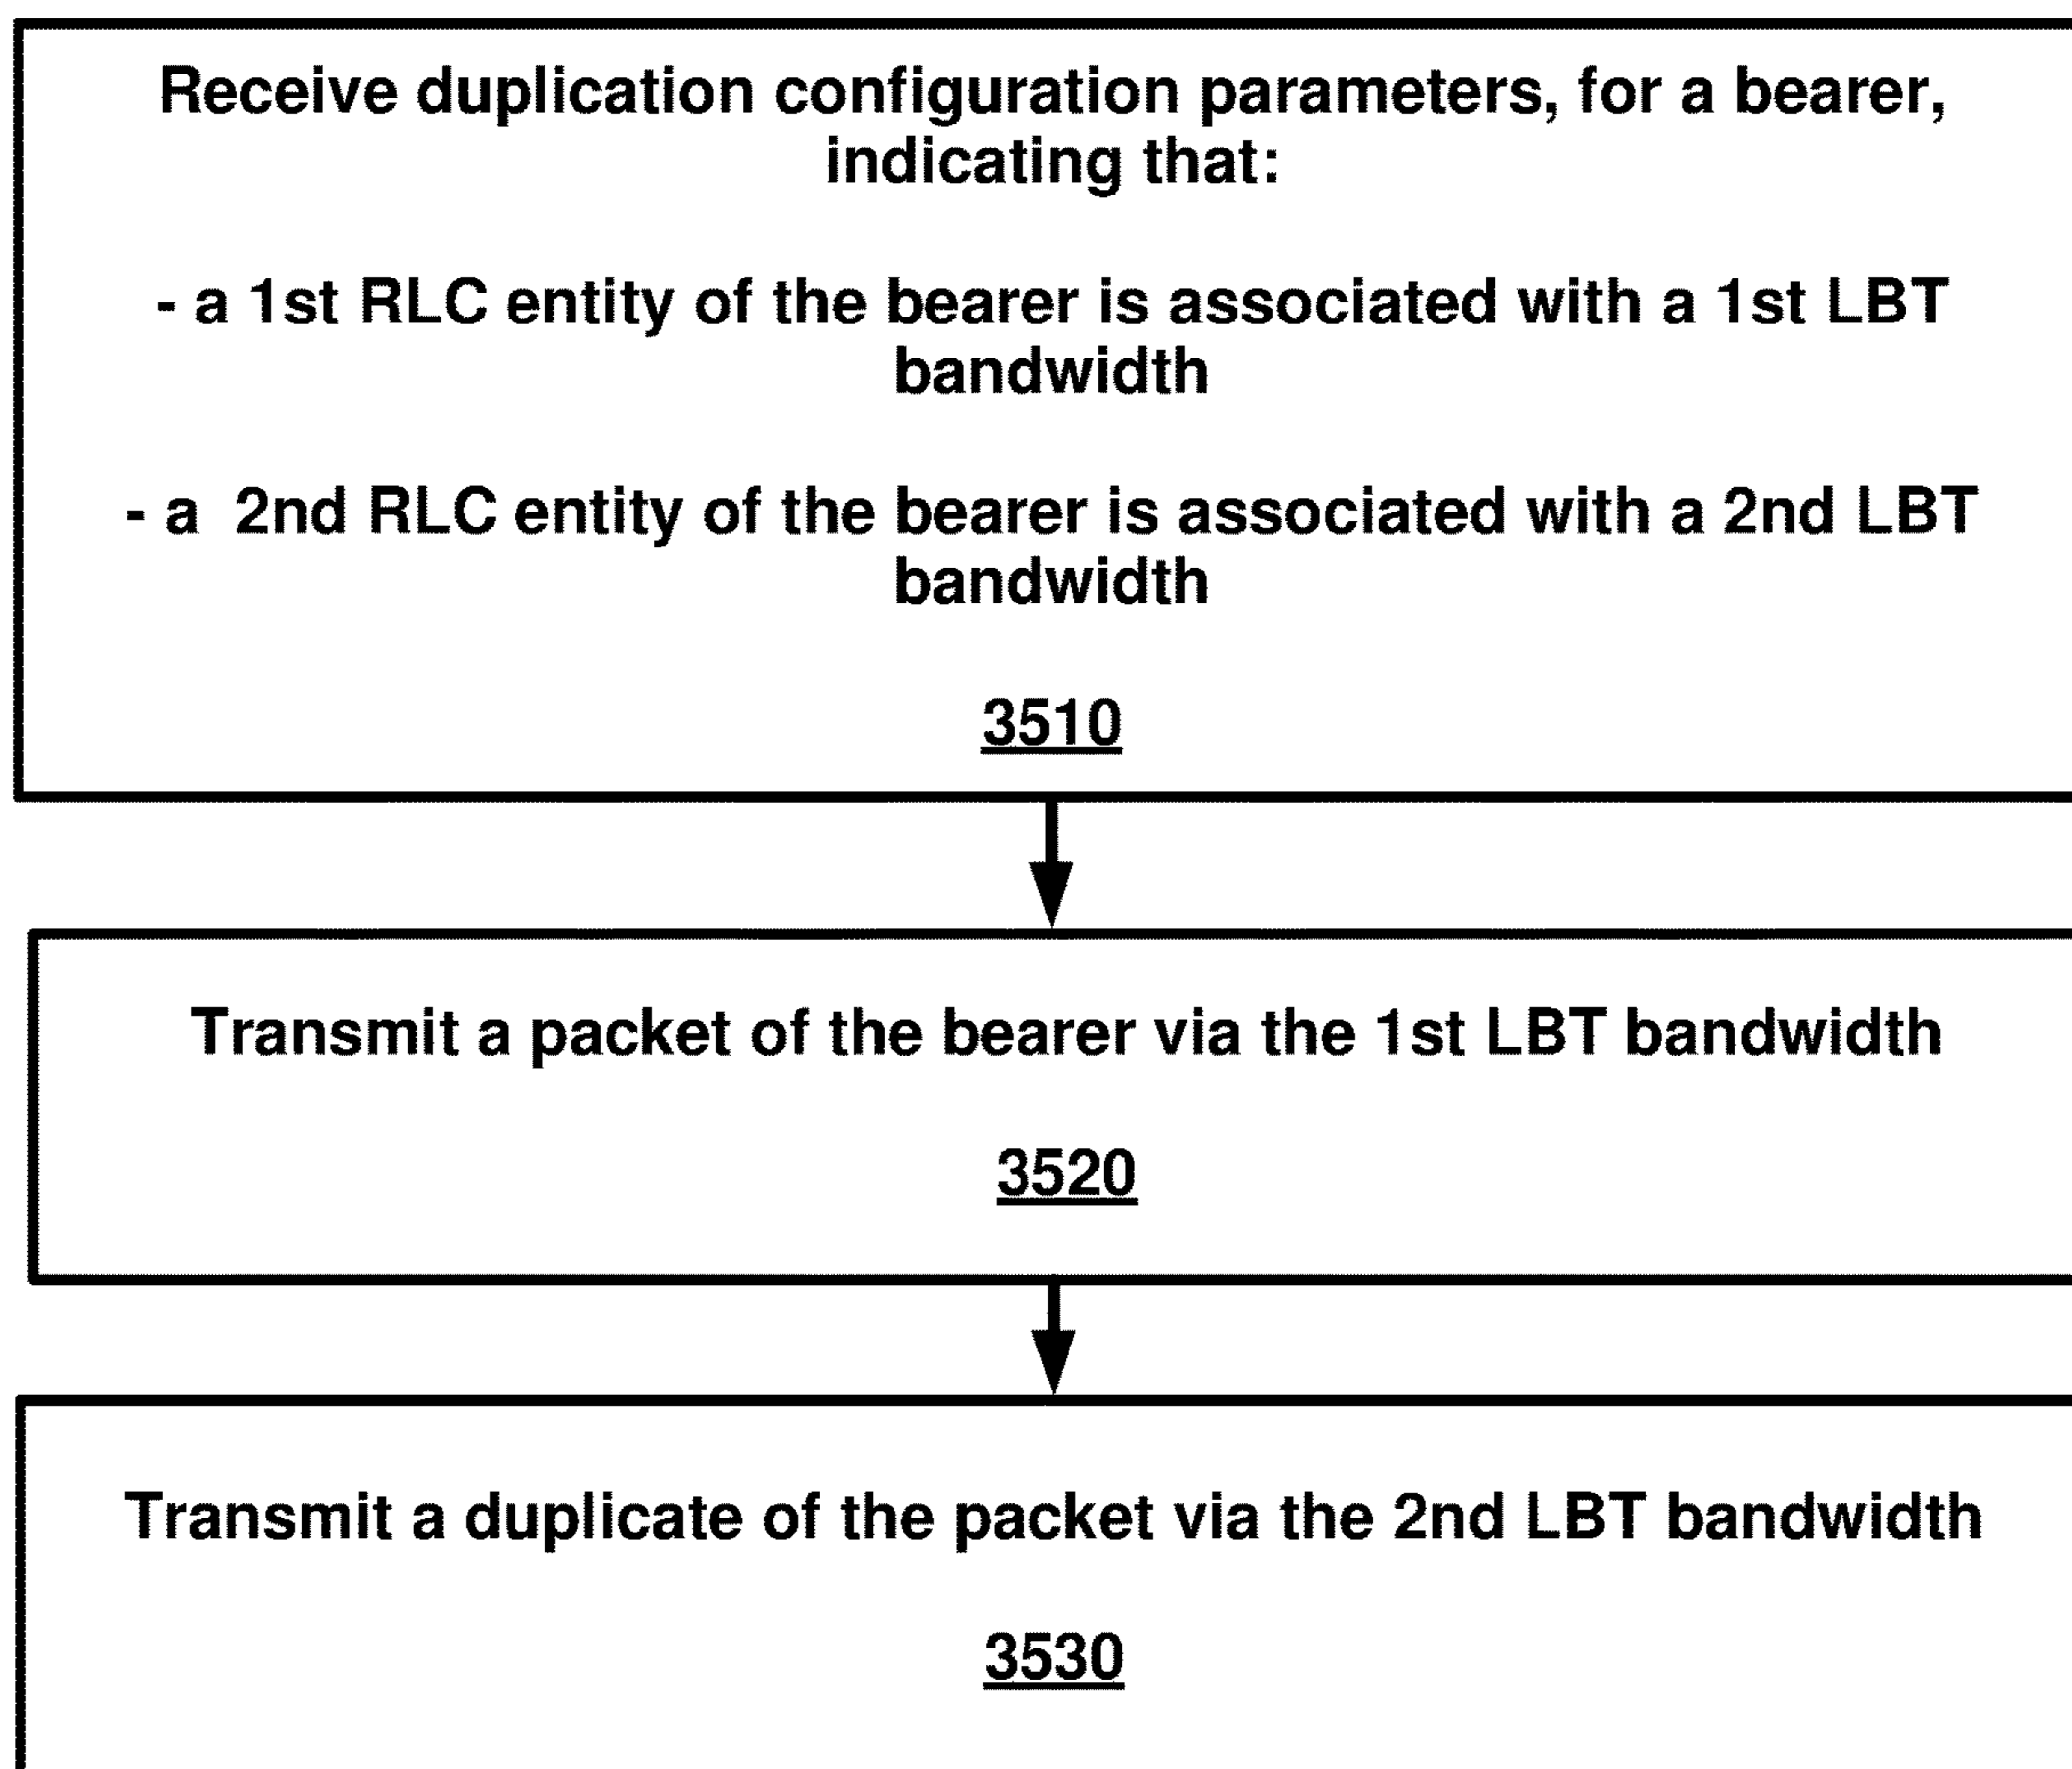 Receive duplication configuration parameters, for a bearer,
indicating that:
- a 1st RLC entity of the bearer is associated with a 1st LBT
bandwidth
- a  2nd RLC entity of the bearer is associated with a 2nd LBT
bandwidth
3510
Transmit a packet of the bearer via the 1st LBT bandwidth
3520
Transmit a duplicate of the packet via the 2nd LBT bandwidth
3530